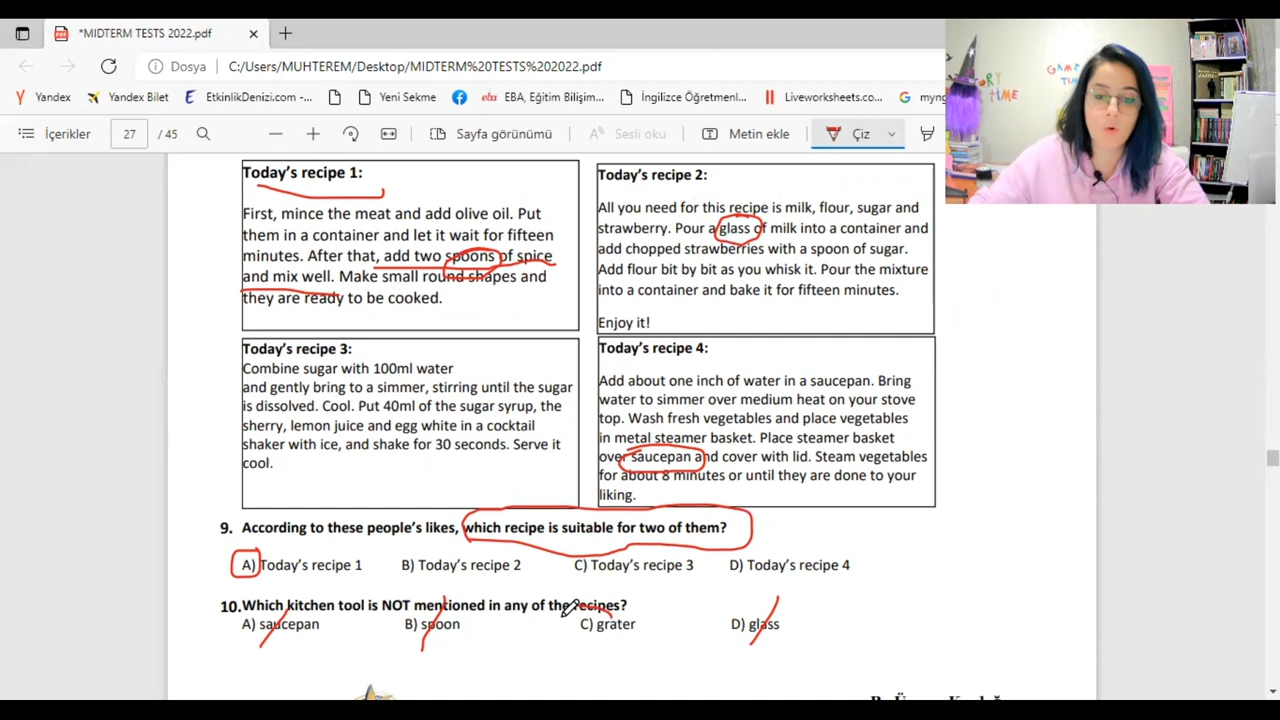 *MIDTERM TESTS 2022.pdf
Dosya
C:/Users/MUHTEREM/Desktop/MIDTERM%20TESTS%202022.pdf
Yandex
Yandex Bilet
EtkinlikDenizi.com -...
Yeni Sekme
eba
EBA, Eğitim Bilişim...
İngilizce Öğretmenl...
Liveworksheets.co...
myng
İçerikler
27 / 45
Sayfa görünümü
Sesli oku
Metin ekle
Çiz
GAME
TIME
ORY
TIME
Today's recipe 1:
First, mince the meat and add olive oil. Put
them in a container and let it wait for fifteen
minutes. After that, add two spoons of spice
and mix well. Make small round shapes and
they are ready to be cooked.
Today's recipe 2:
All you need for this recipe is milk, flour, sugar and
strawberry. Pour a glass of milk into a container and
add chopped strawberries with a spoon of sugar.
Add flour bit by bit as you whisk it. Pour the mixture
into a container and bake it for fifteen minutes.
Enjoy it!
Today's recipe 3:
Combine sugar with 100ml water
and gently bring to a simmer, stirring until the sugar
is dissolved. Cool. Put 40ml of the sugar syrup, the
sherry, lemon juice and egg white in a cocktail
shaker with ice, and shake for 30 seconds. Serve it
cool.
Today's recipe 4:
Add about one inch of water in a saucepan. Bring
water to simmer over medium heat on your stove
top. Wash fresh vegetables and place vegetables
in metal steamer basket. Place steamer basket
over saucepan and cover with lid. Steam vegetables
for about 8 minutes or until they are done to your
liking.
9. According to these people's likes, which recipe is suitable for two of them?
A) Today's recipe 1 B) Today's recipe 2 C) Today's recipe 3 D) Today's recipe 4
10.Which kitchen tool is NOT mentioned in any of the recipes?
A) saucepan B) spoon C) grater D) glass